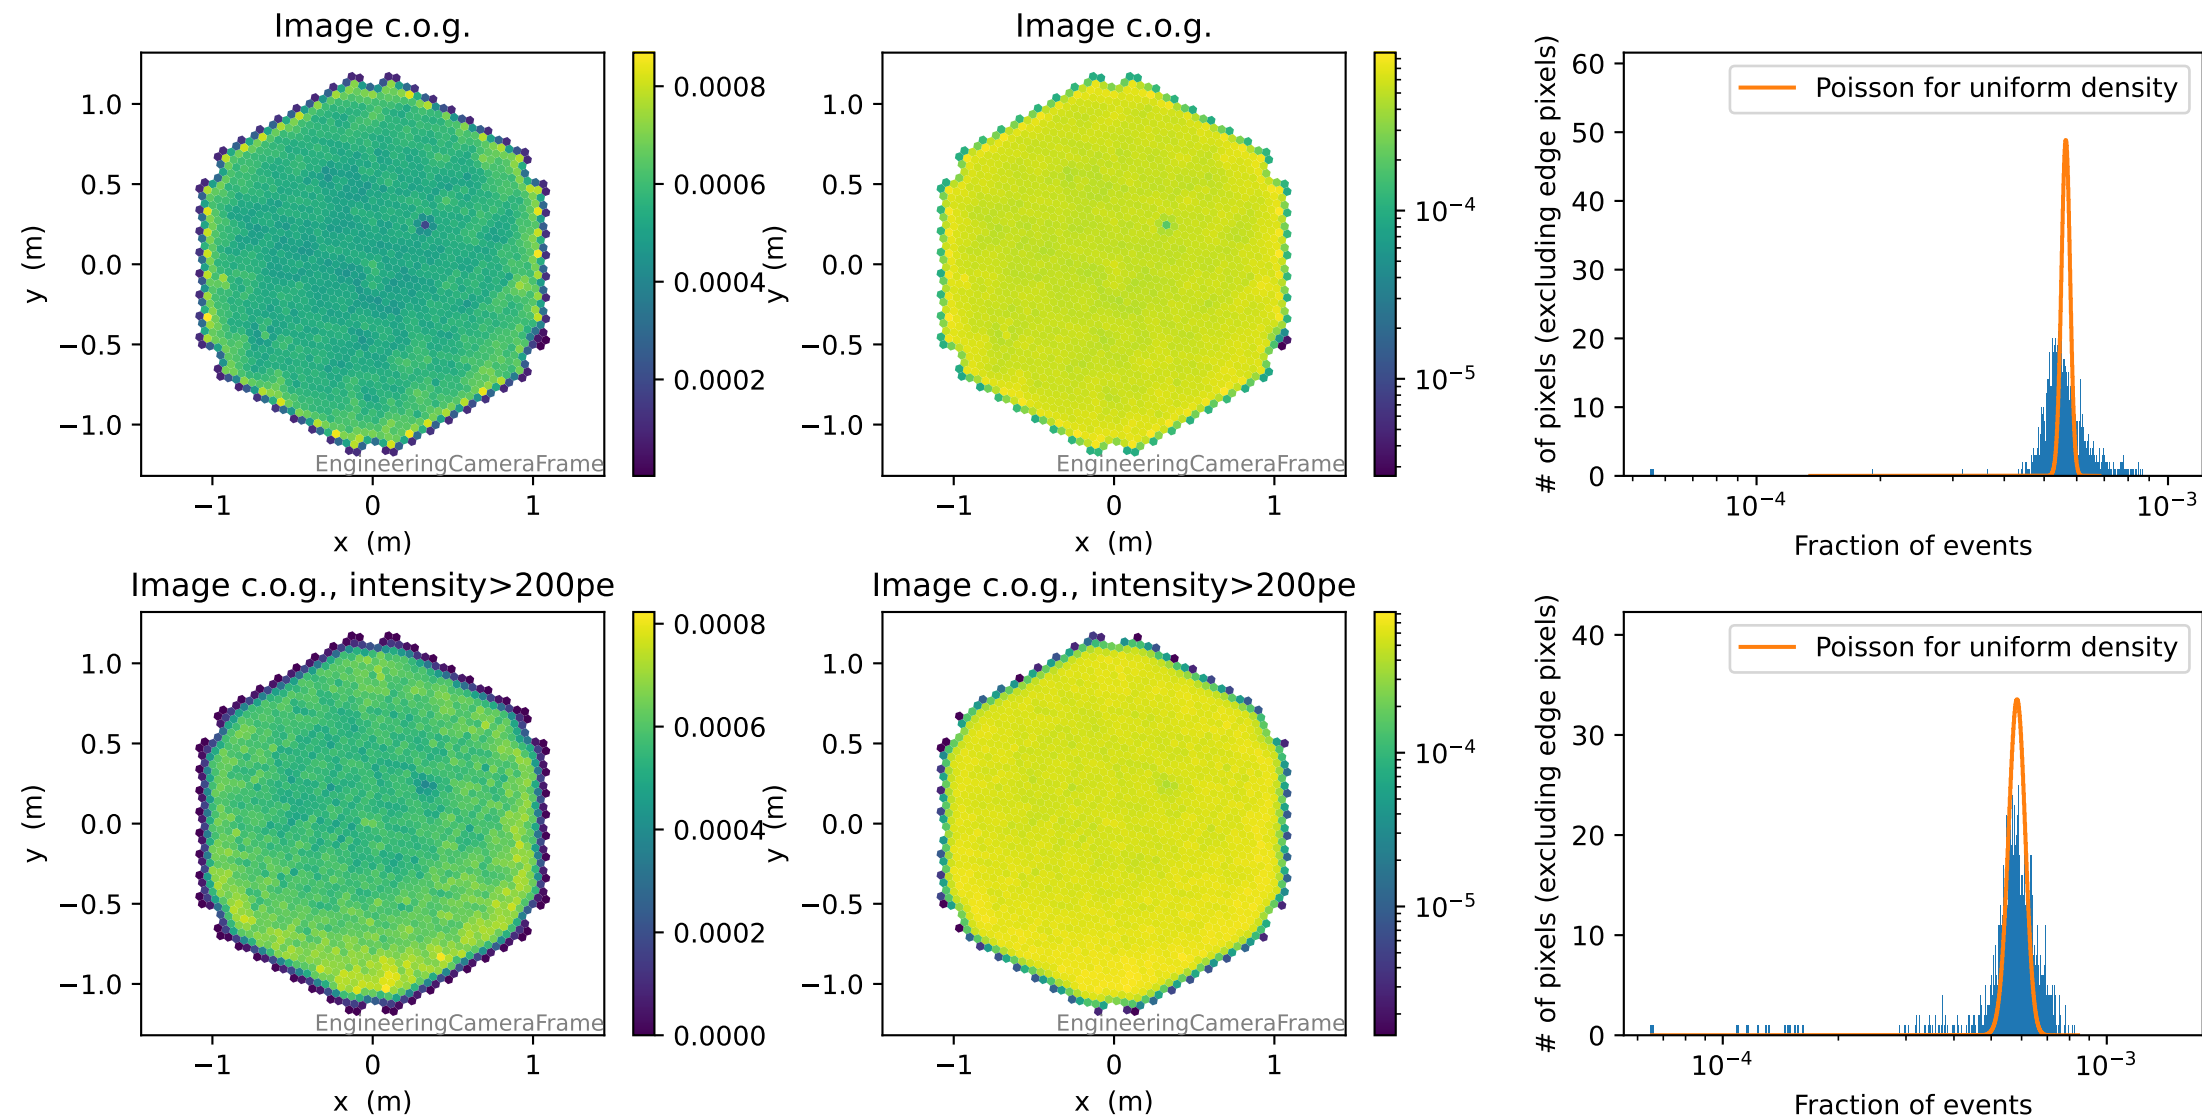 Image c.o.g.
1.0
0.5
0.0
−0.5
−1.0
y (m)
−1
0
1
x (m)
EngineeringCameraFrame
0.0008
0.0006
0.0004
0.0002
Image c.o.g.
1.0
0.5
0.0
−0.5
−1.0
y (m)
−1
0
1
x (m)
EngineeringCameraFrame
10−4
10−5
# of pixels (excluding edge pixels)
60
50
40
30
20
10
0
Poisson for uniform density
10−4
10−3
Fraction of events
Image c.o.g., intensity>200pe
1.0
0.5
0.0
−0.5
−1.0
y (m)
−1
0
1
x (m)
EngineeringCameraFrame
0.0008
0.0006
0.0004
0.0002
0.0000
Image c.o.g., intensity>200pe
1.0
0.5
0.0
−0.5
−1.0
y (m)
−1
0
1
x (m)
EngineeringCameraFrame
10−4
10−5
# of pixels (excluding edge pixels)
40
30
20
10
0
Poisson for uniform density
10−4
10−3
Fraction of events